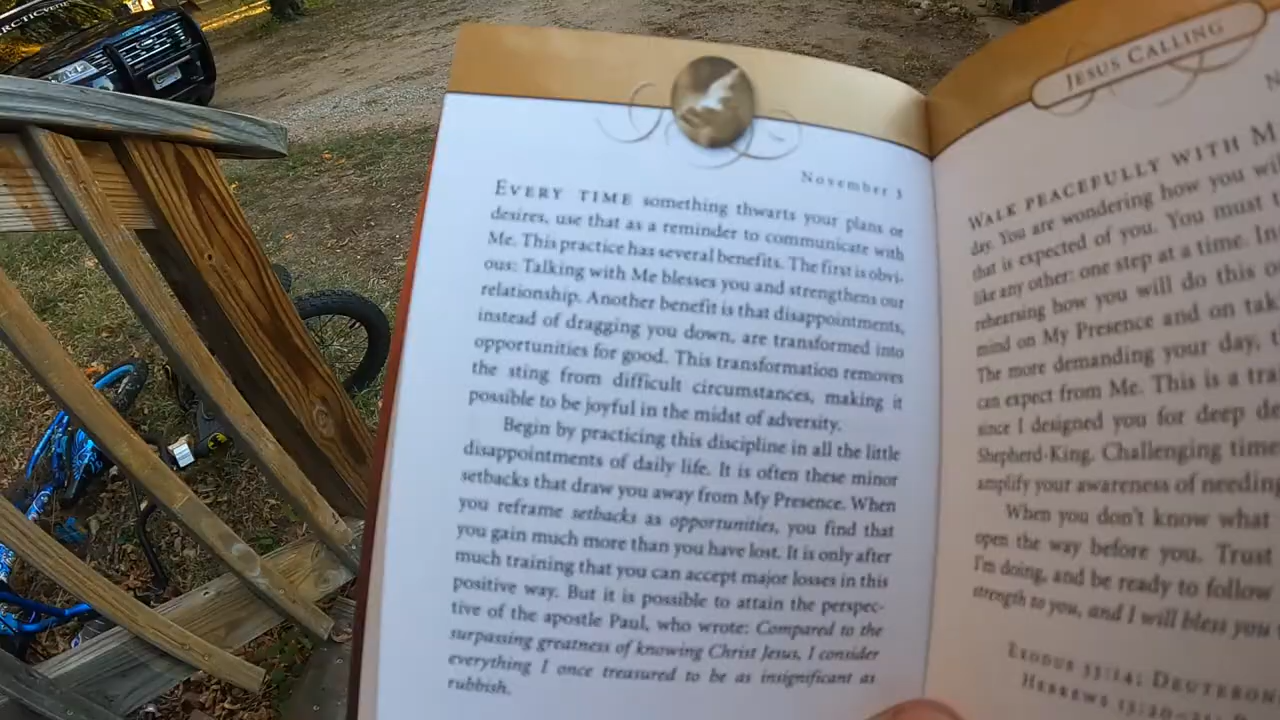 November 3
EVERY TIME something thwarts your plans or
desires, use that as a reminder to communicate with
Me. This practice has several benefits. The first is obvi-
ous: Talking with Me blesses you and strengthens our
relationship. Another benefit is that disappointments,
instead of dragging you down, are transformed into
opportunities for good. This transformation removes
the sting from difficult circumstances, making it
possible to be joyful in the midst of adversity.
Begin by practicing this discipline in all the little
disappointments of daily life. It is often these minor
setbacks that draw you away from My Presence. When
you reframe setbacks as opportunities, you find that
you gain much more than you have lost. It is only after
much training that you can accept major losses in this
positive way. But it is possible to attain the perspec-
tive of the apostle Paul, who wrote: Compared to the
surpassing greatness of knowing Christ Jesus, I consider
everything I once treasured to be as insignificant as
rubbish.
JESUS CALLING
WALK PEACEFULLY WITH
day. You are wondering how you
that is expected of you. You must
like any other: one step at a time.
rehearsing how you will do this
mind on My Presence and on
The more demanding your day,
can expect from Me. This is a
since I designed you for deep
Shepherd-King. Challenging
amplify your awareness of needing
When you don't know what
open the way before you. Trust
I'm doing, and be ready to follow
strength to you, and I will bless you
EXODUS 33:14;
HEBREWS